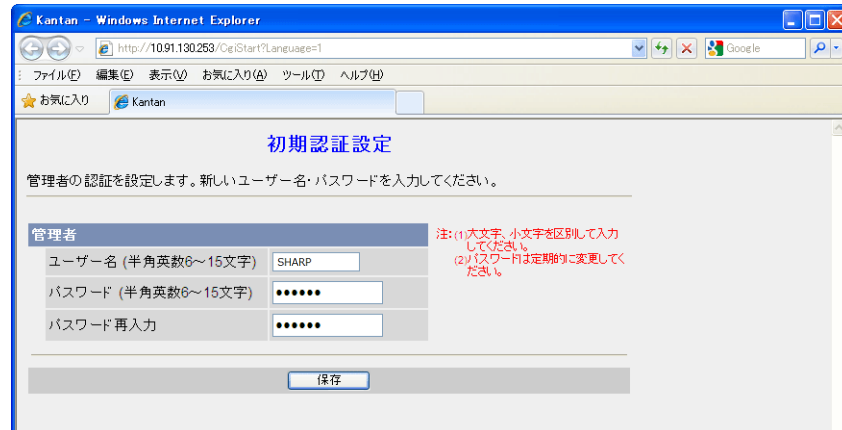 Kantan - Windows Internet Explorer
http://10.91.130.253/CgiStart?Language=1
Google
ファイル(F) 編集(E) 表示(V) お気に入り(A) ツール(T) ヘルプ(H)
お気に入り Kantan
初期認証設定
管理者の認証を設定します。新しいユーザー名・パスワードを入力してください。
管理者
ユーザー名 (半角英数6～15文字) SHARP
パスワード (半角英数6～15文字) ●●●●●●
パスワード再入力 ●●●●●●
注:(1)大文字、小文字を区別して入力
してください。
(2)パスワードは定期的に変更してく
ださい。
保存